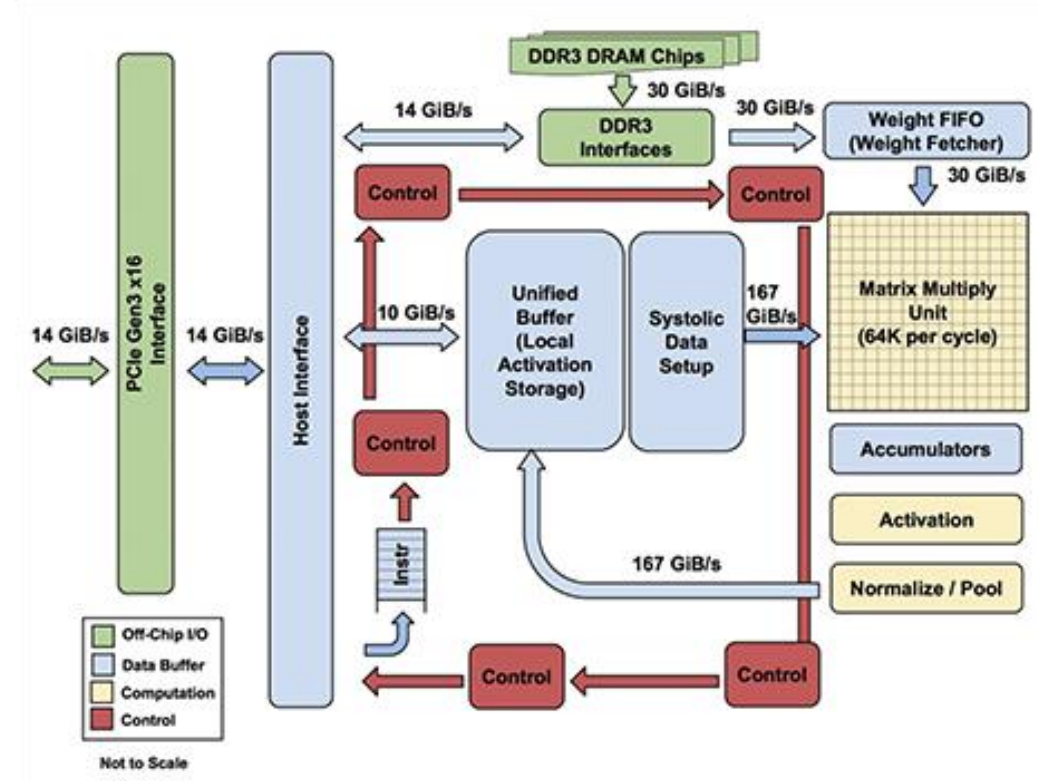 DDR3 DRAM Chips
30 GiB/s
14 GiB/s
DDR3
Interfaces
30 GiB/s
Weight FIFO
(Weight Fetcher)
30 GiB/s
Control
Control
PCIe Gen3 x16
Interface
14 GiB/s
14 GiB/s
Host Interface
10 GiB/s
Unified
Buffer
(Local
Activation
Storage)
Systolic
Data
Setup
167
GiB/s
Matrix Multiply
Unit
(64K per cycle)
Control
Accumulators
Activation
Instr
167 GiB/s
Normalize / Pool
Control
Control
Off-Chip I/O
Data Buffer
Computation
Control
Not to Scale